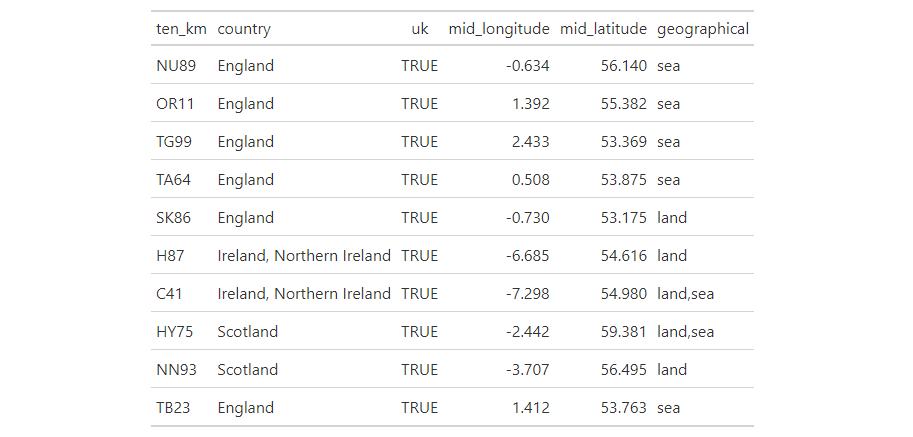 ten_km country uk mid_longitude mid_latitude geographical
NU89 England TRUE -0.634 56.140 sea
OR11 England TRUE 1.392 55.382 sea
TG99 England TRUE 2.433 53.369 sea
TA64 England TRUE 0.508 53.875 sea
SK86 England TRUE -0.730 53.175 land
H87 Ireland, Northern Ireland TRUE -6.685 54.616 land
C41 Ireland, Northern Ireland TRUE -7.298 54.980 land,sea
HY75 Scotland TRUE -2.442 59.381 land,sea
NN93 Scotland TRUE -3.707 56.495 land
TB23 England TRUE 1.412 53.763 sea